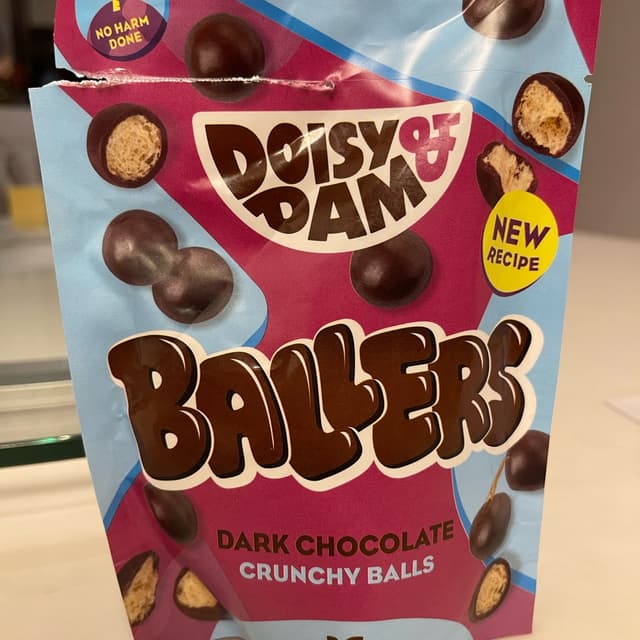 NO HARM
DONE
DOISY &
DAM
NEW
RECIPE
BALLERS
DARK CHOCOLATE
CRUNCHY BALLS